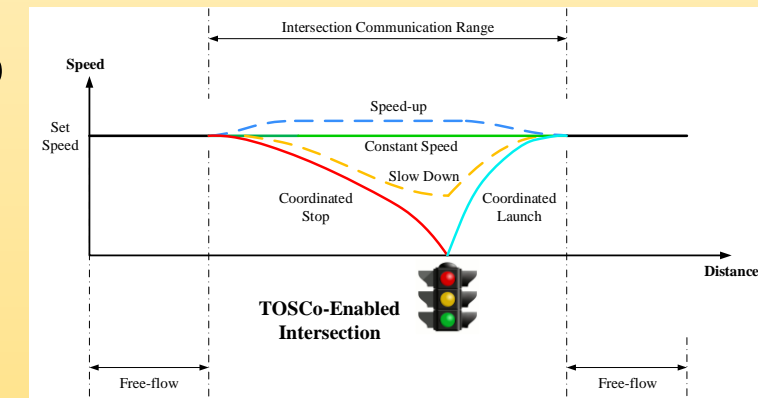 Intersection Communication Range
Speed
Speed-up
Set
Speed
Constant Speed
Slow Down
Coordinated
Stop
Coordinated
Launch
Distance
TOSCo-Enabled
Intersection
Free-flow
Free-flow